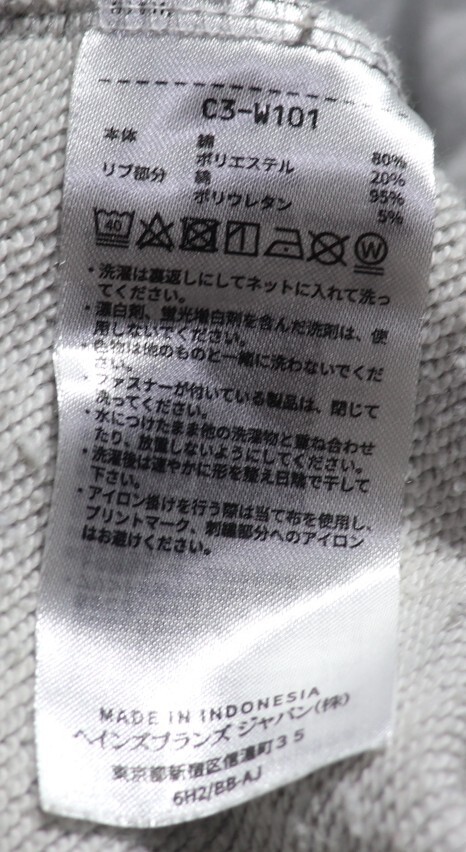 C3-W101
本体 綿 80%
ポリエステル 20%
リブ部分 綿 95%
ポリウレタン 5%
40 W
・洗濯は裏返しにしてネットに入れて洗っ
てください。
・漂白剤、蛍光増白剤を含んだ洗剤は、使
用しないでください。
・色物は他のものと一緒に洗わないでくだ
さい。
・ファスナーが付いている製品は、閉じて
洗ってください。
・水につけたまま他の洗濯物と重ね合わせ
たり、放置しないようにしてください。
・洗濯後は速やかに形を整え日陰で干して
下さい。
・アイロン掛けを行う際は当て布を使用し、
プリントマーク、刺繍部分へのアイロン
はお避けください。
MADE IN INDONESIA
ヘインズブランズ ジャパン(株)
東京都新宿区信濃町35
6H2/BB-AJ